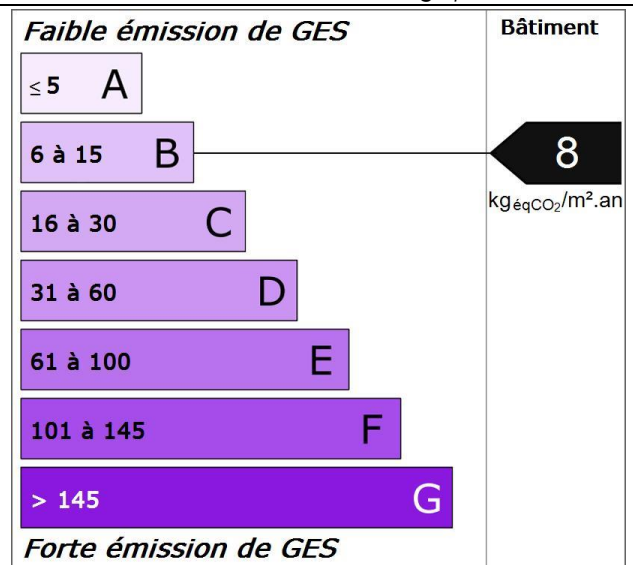 Faible émission de GES
Bâtiment
≤ 5 A
6 à 15 B
8
kgéqCO₂/m².an
16 à 30 C
31 à 60 D
61 à 100 E
101 à 145 F
> 145 G
Forte émission de GES